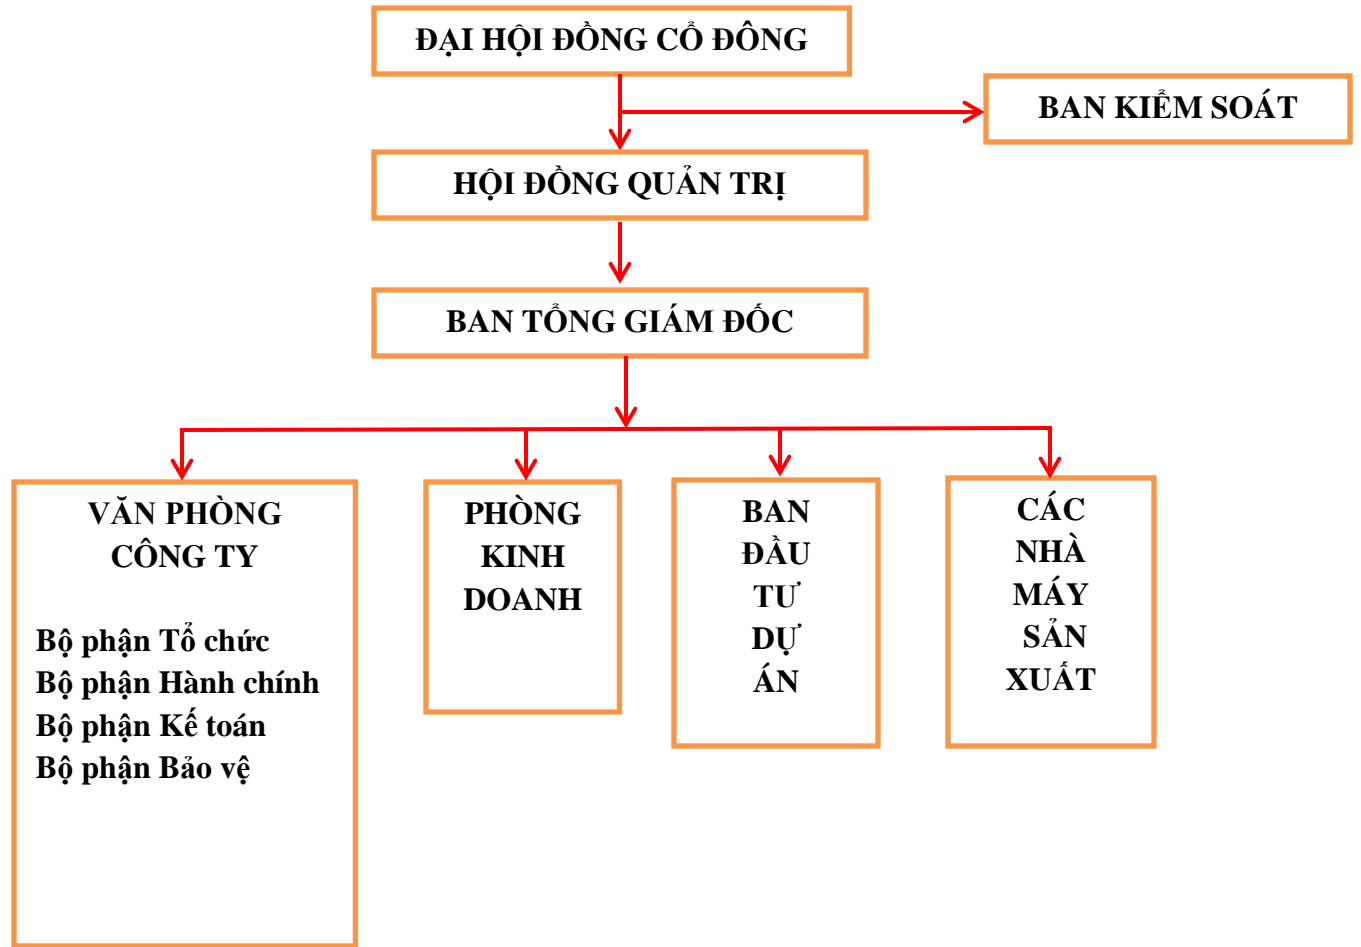 ĐẠI HỘI ĐỒNG CỔ ĐÔNG
BAN KIỂM SOÁT
HỘI ĐỒNG QUẢN TRỊ
BAN TỔNG GIÁM ĐỐC
VĂN PHÒNG
CÔNG TY
Bộ phận Tổ chức
Bộ phận Hành chính
Bộ phận Kế toán
Bộ phận Bảo vệ
PHÒNG
KINH
DOANH
BAN
ĐẦU
TƯ
DỰ
ÁN
CÁC
NHÀ
MÁY
SẢN
XUẤT